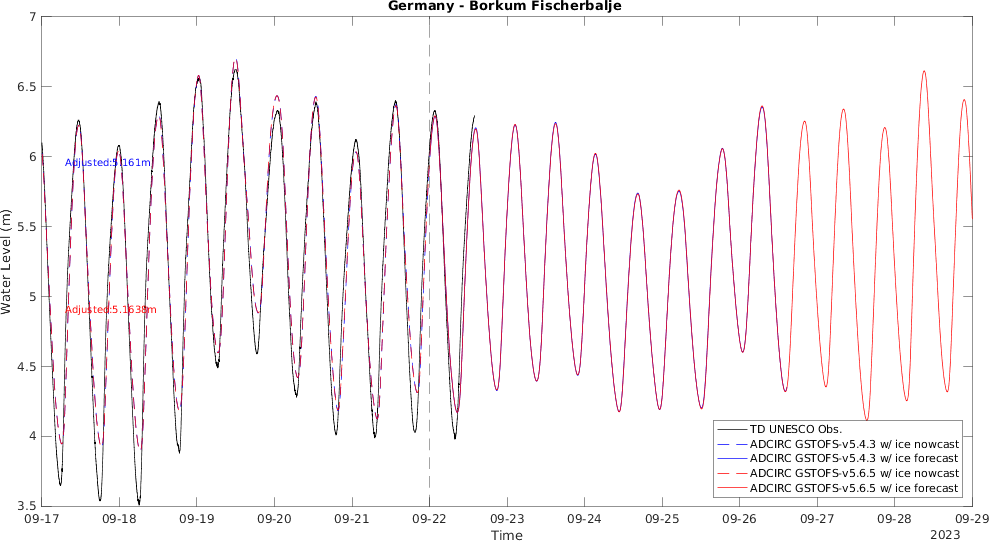 Germany - Borkum Fischerbalje
7
6.5
6
5.5
5
4.5
4
3.5
Water Level (m)
Adjusted:5.161m
Adjusted:5.1638m
TD UNESCO Obs.
ADCIRC GSTOFS-v5.4.3 w/ ice nowcast
ADCIRC GSTOFS-v5.4.3 w/ ice forecast
ADCIRC GSTOFS-v5.6.5 w/ ice nowcast
ADCIRC GSTOFS-v5.6.5 w/ ice forecast
09-17 09-18 09-19 09-20 09-21 09-22 09-23 09-24 09-25 09-26 09-27 09-28 09-29
Time
2023